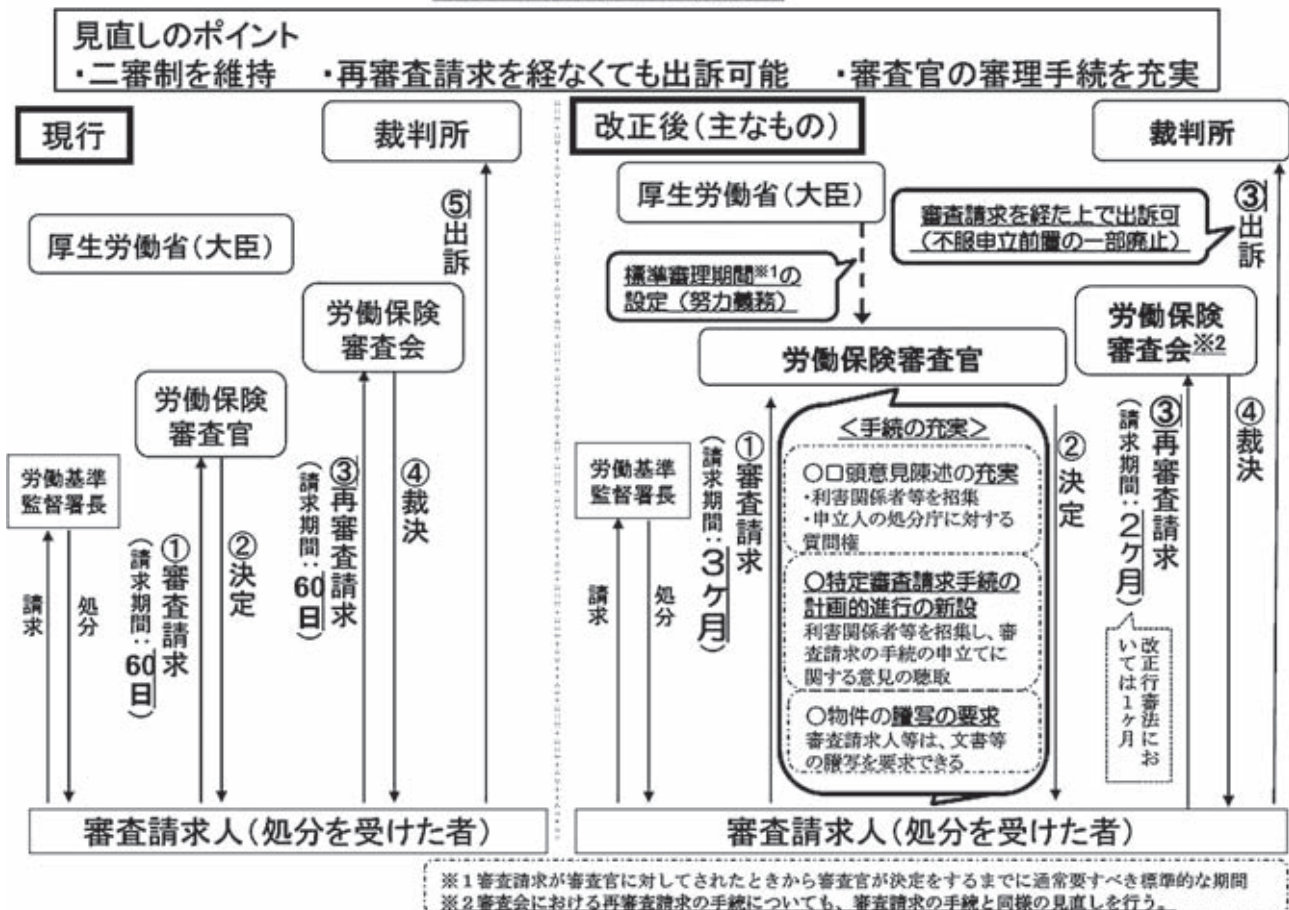 見直しのポイント
・二審制を維持　・再審査請求を経なくても出訴可能　・審査官の審理手続を充実
現行
裁判所
厚生労働省（大臣）
⑤出訴
労働保険
審査会
労働保険
審査官
労働基準
監督署長
請求
処分
①審査請求
（請求期間：60日）
②決定
③再審査請求
（請求期間：60日）
④裁決
審査請求人（処分を受けた者）
改正後（主なもの）
裁判所
厚生労働省（大臣）
審査請求を経た上で出訴可
（不服申立前置の一部廃止）
③出訴
標準審理期間※1の
設定（努力義務）
労働保険審査官
労働保険
審査会※2
労働基準
監督署長
請求
処分
①審査請求
（請求期間：3ヶ月）
＜手続の充実＞
○口頭意見陳述の充実
・利害関係者等を招集
・申立人の処分庁に対する
質問権
○特定審査請求手続の
計画的進行の新設
利害関係者等を招集し、審
査請求の手続の申立てに
関する意見の聴取
○物件の謄写の要求
審査請求人等は、文書等
の謄写を要求できる
②決定
③再審査請求
（請求期間：2ヶ月）
改正行審法にお
いては1ヶ月
④裁決
審査請求人（処分を受けた者）
※1審査請求が審査官に対してされたときから審査官が決定をするまでに通常要すべき標準的な期間
※2審査会における再審査請求の手続についても、審査請求の手続と同様の見直しを行う。